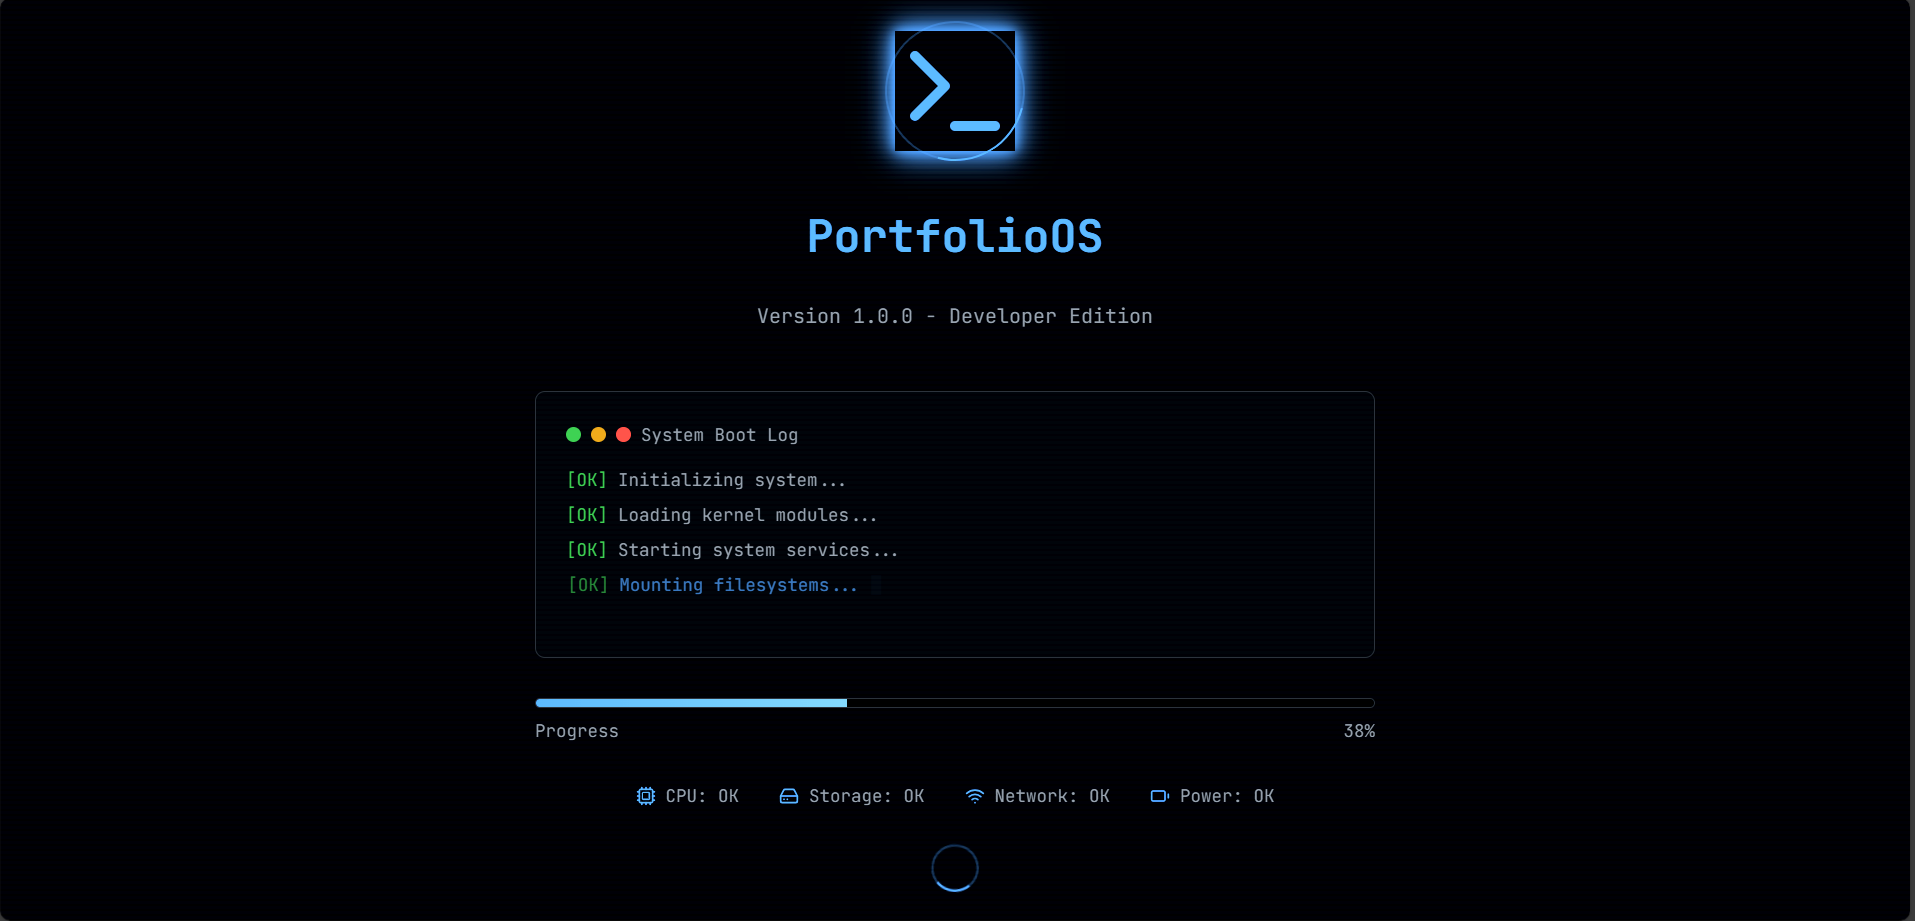 PortfolioOS
Version 1.0.0 - Developer Edition
System Boot Log
[OK] Initializing system...
[OK] Loading kernel modules...
[OK] Starting system services...
[OK] Mounting filesystems...
Progress 38%
CPU: OK Storage: OK Network: OK Power: OK